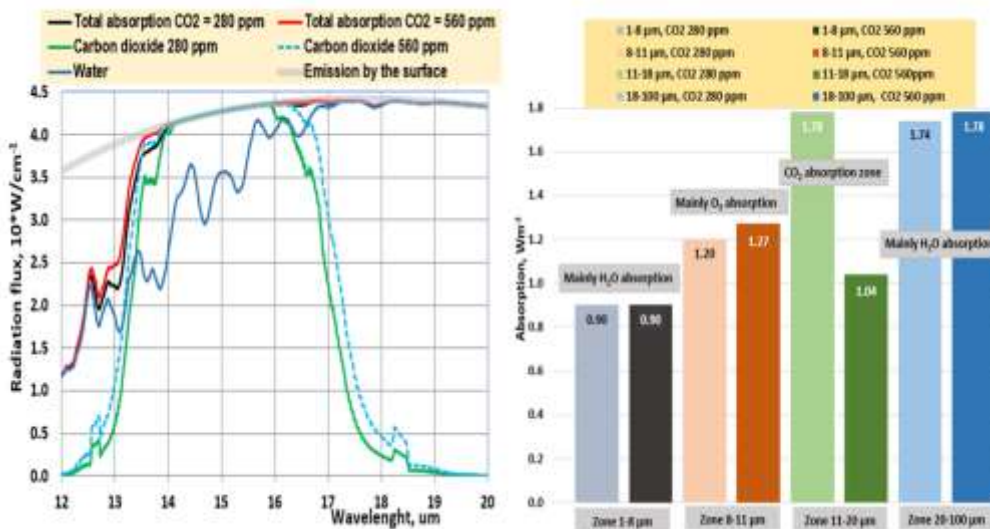 Total absorption CO2 = 280 ppm
Total absorption CO2 = 560 ppm
Carbon dioxide 280 ppm
Carbon dioxide 560 ppm
Water
Emission by the surface
Radiation flux, 10*W/cm⁻¹
4.5
4.0
3.5
3.0
2.5
2.0
1.5
1.0
0.5
0.0
12 13 14 15 16 17 18 19 20
Wavelenght, um
1-8 µm, CO2 280 ppm
1-8 µm, CO2 560 ppm
8-11 µm, CO2 280 ppm
8-11 µm, CO2 560 ppm
11-18 µm, CO2 280 ppm
11-18 µm, CO2 560ppm
18-100 µm, CO2 280 ppm
18-100 µm, CO2 560 ppm
Absorption, Wm⁻²
1.8
1.6
1.4
1.2
1.0
0.8
0.6
0.4
0.2
0.0
Mainly H₂O absorption
0.90
0.90
Mainly O₃ absorption
1.20
1.27
1.78
CO₂ absorption zone
1.04
1.74
1.78
Mainly H₂O absorption
Zone 1-8 µm
Zone 8-11 µm
Zone 11-20 µm
Zone 20-100 µm